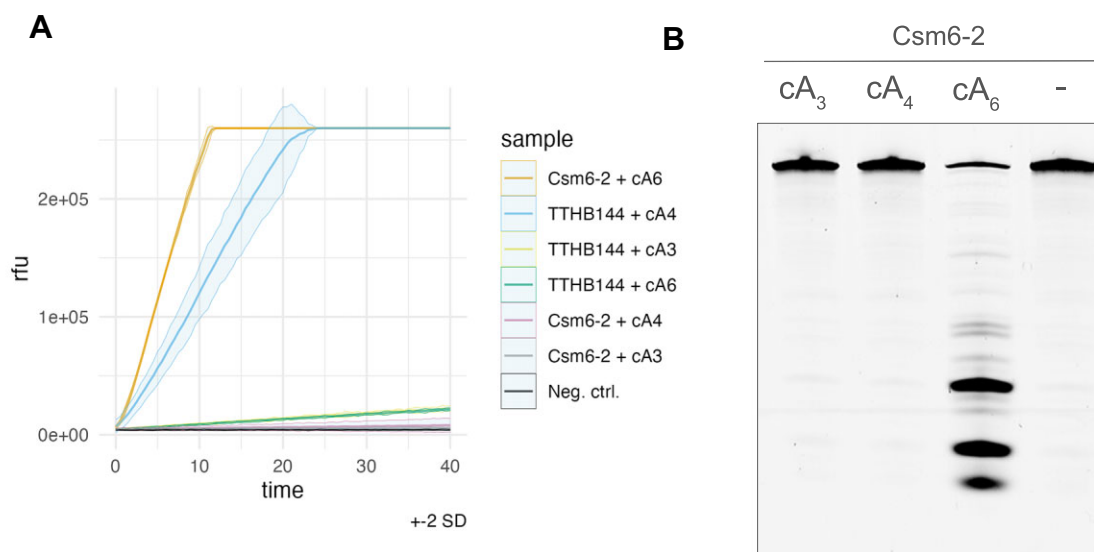 A
rfu
2e+05
1e+05
0e+00
0
10
20
30
40
time
+-2 SD
sample
Csm6-2 + cA6
TTHB144 + cA4
TTHB144 + cA3
TTHB144 + cA6
Csm6-2 + cA4
Csm6-2 + cA3
Neg. ctrl.
B
Csm6-2
cA₃ cA₄ cA₆ -